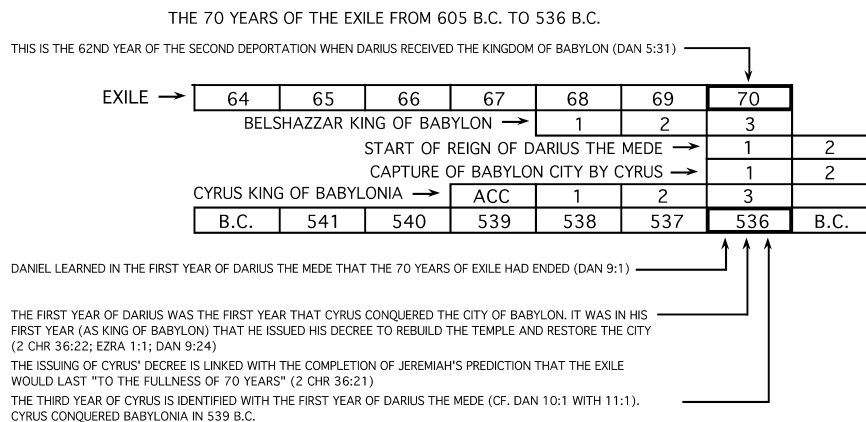 THE 70 YEARS OF THE EXILE FROM 605 B.C. TO 536 B.C.
THIS IS THE 62ND YEAR OF THE SECOND DEPORTATION WHEN DARIUS RECEIVED THE KINGDOM OF BABYLON (DAN 5:31)
EXILE 64 65 66 67 68 69 70
BELSHAZZAR KING OF BABYLON 1 2 3
START OF REIGN OF DARIUS THE MEDE 1 2
CAPTURE OF BABYLON CITY BY CYRUS 1 2
CYRUS KING OF BABYLONIA ACC 1 2 3
B.C. 541 540 539 538 537 536 B.C.
DANIEL LEARNED IN THE FIRST YEAR OF DARIUS THE MEDE THAT THE 70 YEARS OF EXILE HAD ENDED (DAN 9:1)
THE FIRST YEAR OF DARIUS WAS THE FIRST YEAR THAT CYRUS CONQUERED THE CITY OF BABYLON. IT WAS IN HIS
FIRST YEAR (AS KING OF BABYLON) THAT HE ISSUED HIS DECREE TO REBUILD THE TEMPLE AND RESTORE THE CITY
(2 CHR 36:22; EZRA 1:1; DAN 9:24)
THE ISSUING OF CYRUS' DECREE IS LINKED WITH THE COMPLETION OF JEREMIAH'S PREDICTION THAT THE EXILE
WOULD LAST "TO THE FULLNESS OF 70 YEARS" (2 CHR 36:21)
THE THIRD YEAR OF CYRUS IS IDENTIFIED WITH THE FIRST YEAR OF DARIUS THE MEDE (CF. DAN 10:1 WITH 11:1).
CYRUS CONQUERED BABYLONIA IN 539 B.C.